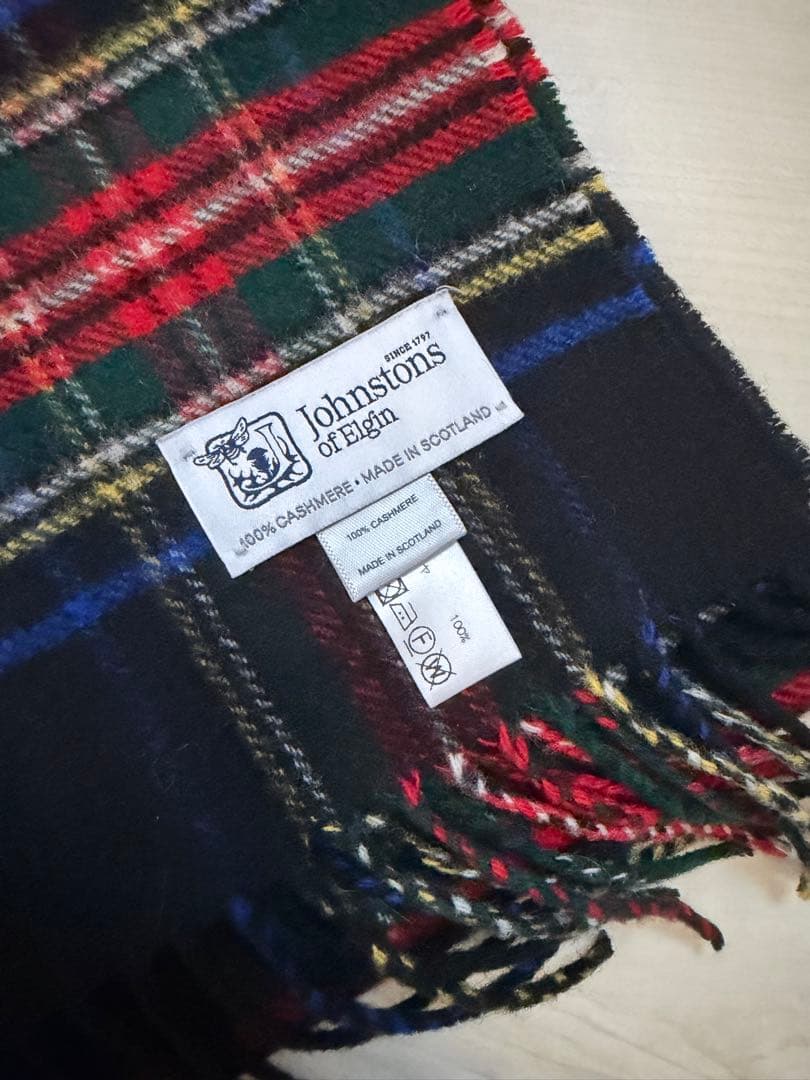 SINCE 1797
Johnstons
of Elgin
100% CASHMERE • MADE IN SCOTLAND
100% CASHMERE
MADE IN SCOTLAND
100%
F
W